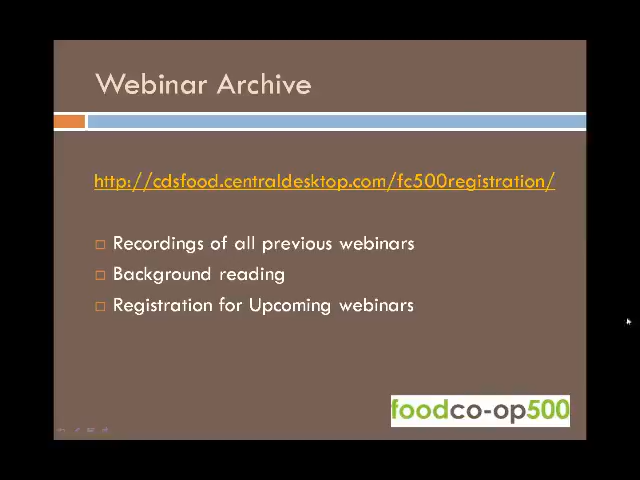 Webinar Archive
http://cdsfood.centraldesktop.com/fc500registration/
Recordings of all previous webinars
Background reading
Registration for Upcoming webinars
foodco-op500